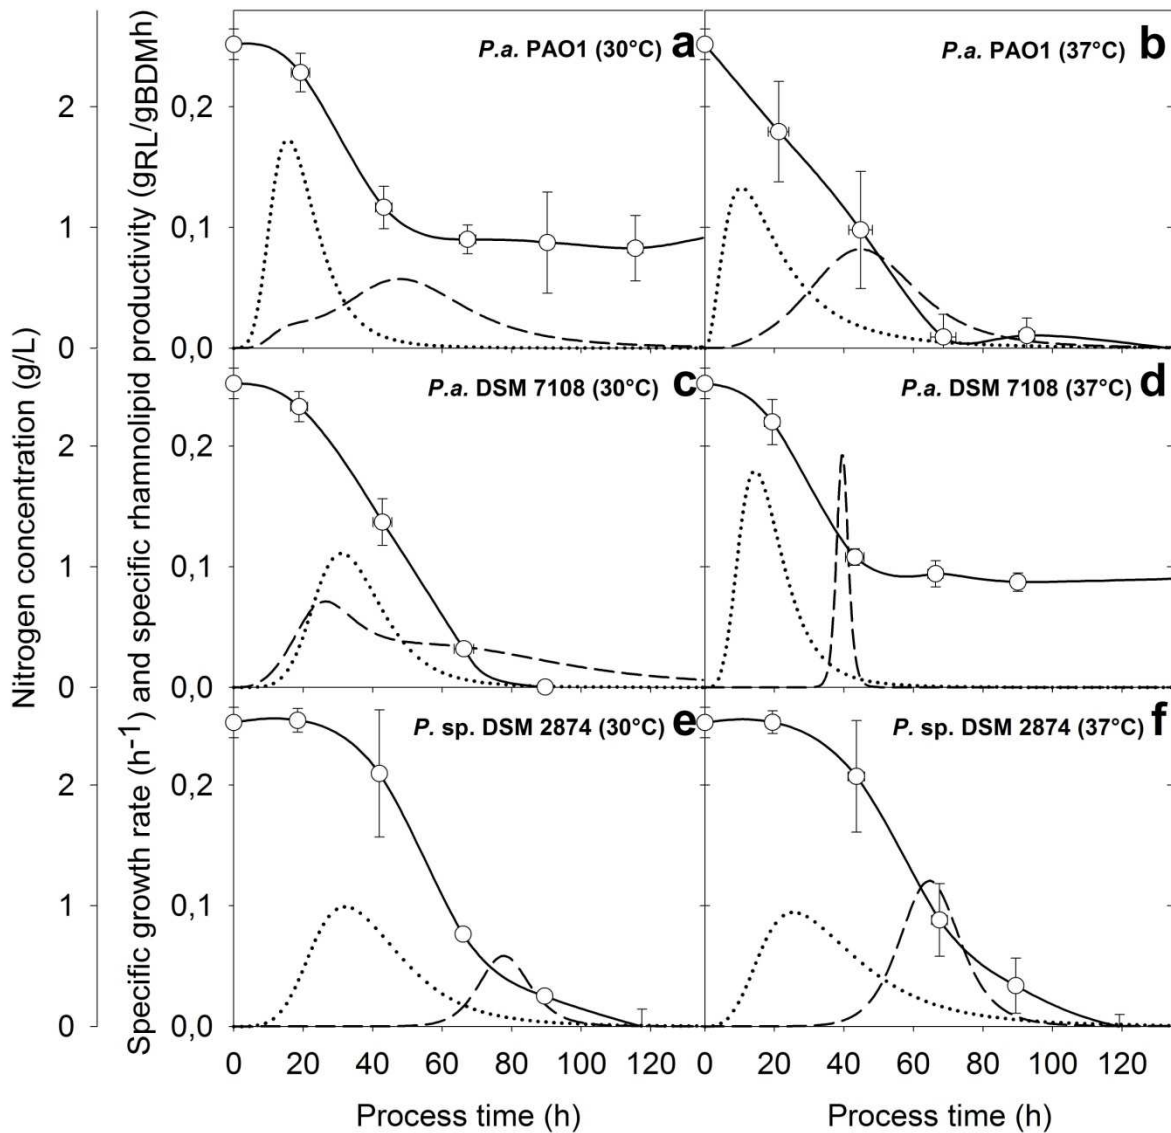 Nitrogen concentration (g/L)
Specific growth rate (h-1) and specific rhamnolipid productivity (gRL/gBDMh)
2
1
0
0,2
0,1
0,0
P.a. PAO1 (30°C) a
P.a. PAO1 (37°C) b
2
1
0
0,2
0,1
0,0
P.a. DSM 7108 (30°C) c
P.a. DSM 7108 (37°C) d
2
1
0
0,2
0,1
0,0
P. sp. DSM 2874 (30°C) e
P. sp. DSM 2874 (37°C) f
0 20 40 60 80 100 120
0 20 40 60 80 100 120
Process time (h)
Process time (h)